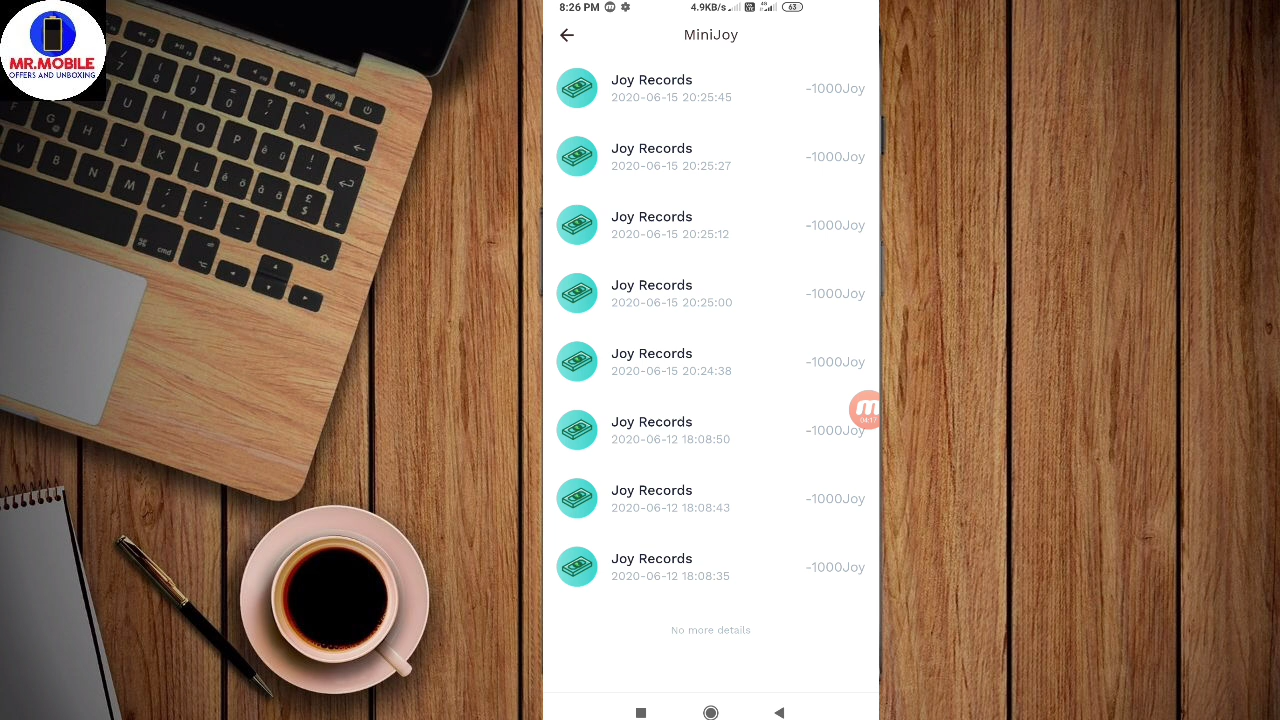 MR.MOBILE
OFFERS AND UNBOXING
8:26 PM
4.9KB/s
4G
63
MiniJoy
Joy Records
2020-06-15 20:25:45
-1000Joy
Joy Records
2020-06-15 20:25:27
-1000Joy
Joy Records
2020-06-15 20:25:12
-1000Joy
Joy Records
2020-06-15 20:25:00
-1000Joy
Joy Records
2020-06-15 20:24:38
-1000Joy
04:17
Joy Records
2020-06-12 18:08:50
-1000Joy
Joy Records
2020-06-12 18:08:43
-1000Joy
Joy Records
2020-06-12 18:08:35
-1000Joy
No more details